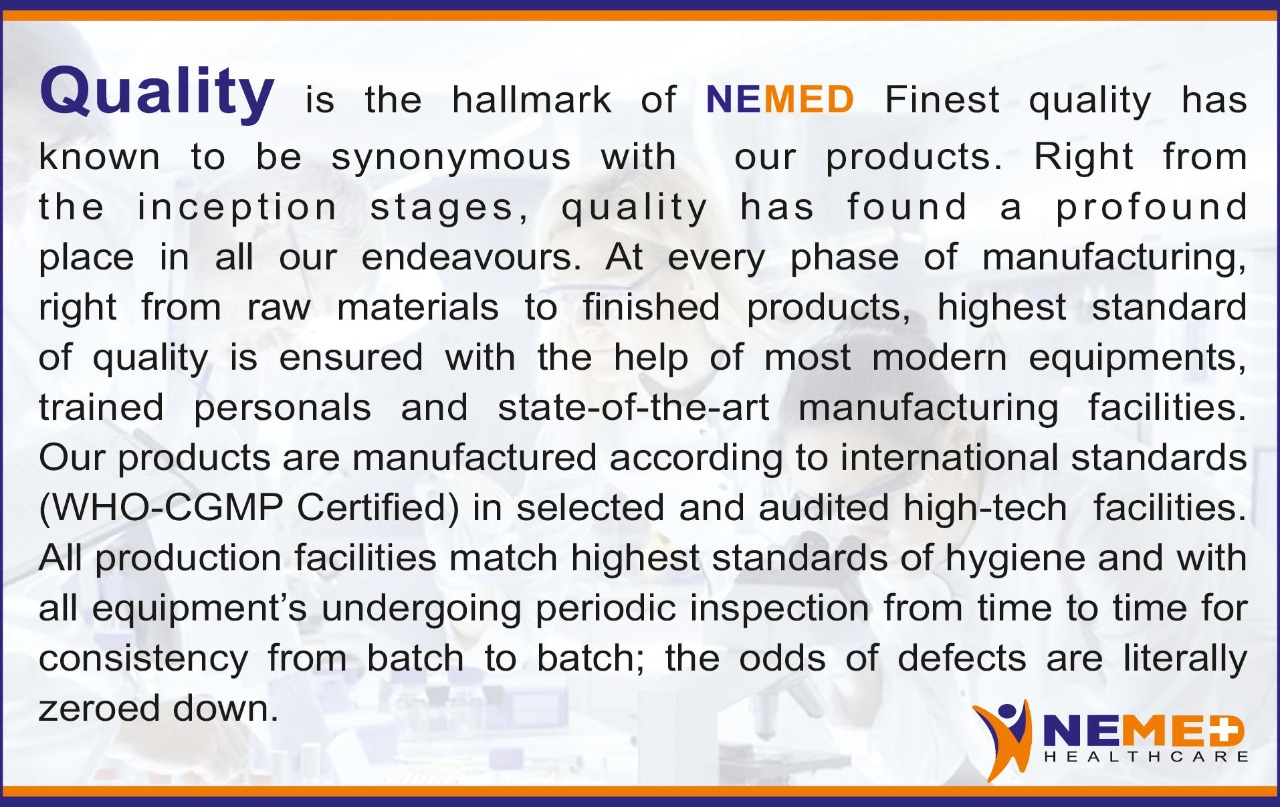 Quality is the hallmark of NEMED Finest quality has
known to be synonymous with our products. Right from
the inception stages, quality has found a profound
place in all our endeavours. At every phase of manufacturing,
right from raw materials to finished products, highest standard
of quality is ensured with the help of most modern equipments,
trained personals and state-of-the-art manufacturing facilities.
Our products are manufactured according to international standards
(WHO-CGMP Certified) in selected and audited high-tech facilities.
All production facilities match highest standards of hygiene and with
all equipment’s undergoing periodic inspection from time to time for
consistency from batch to batch; the odds of defects are literally
zeroed down.
NEMED
HEALTHCARE